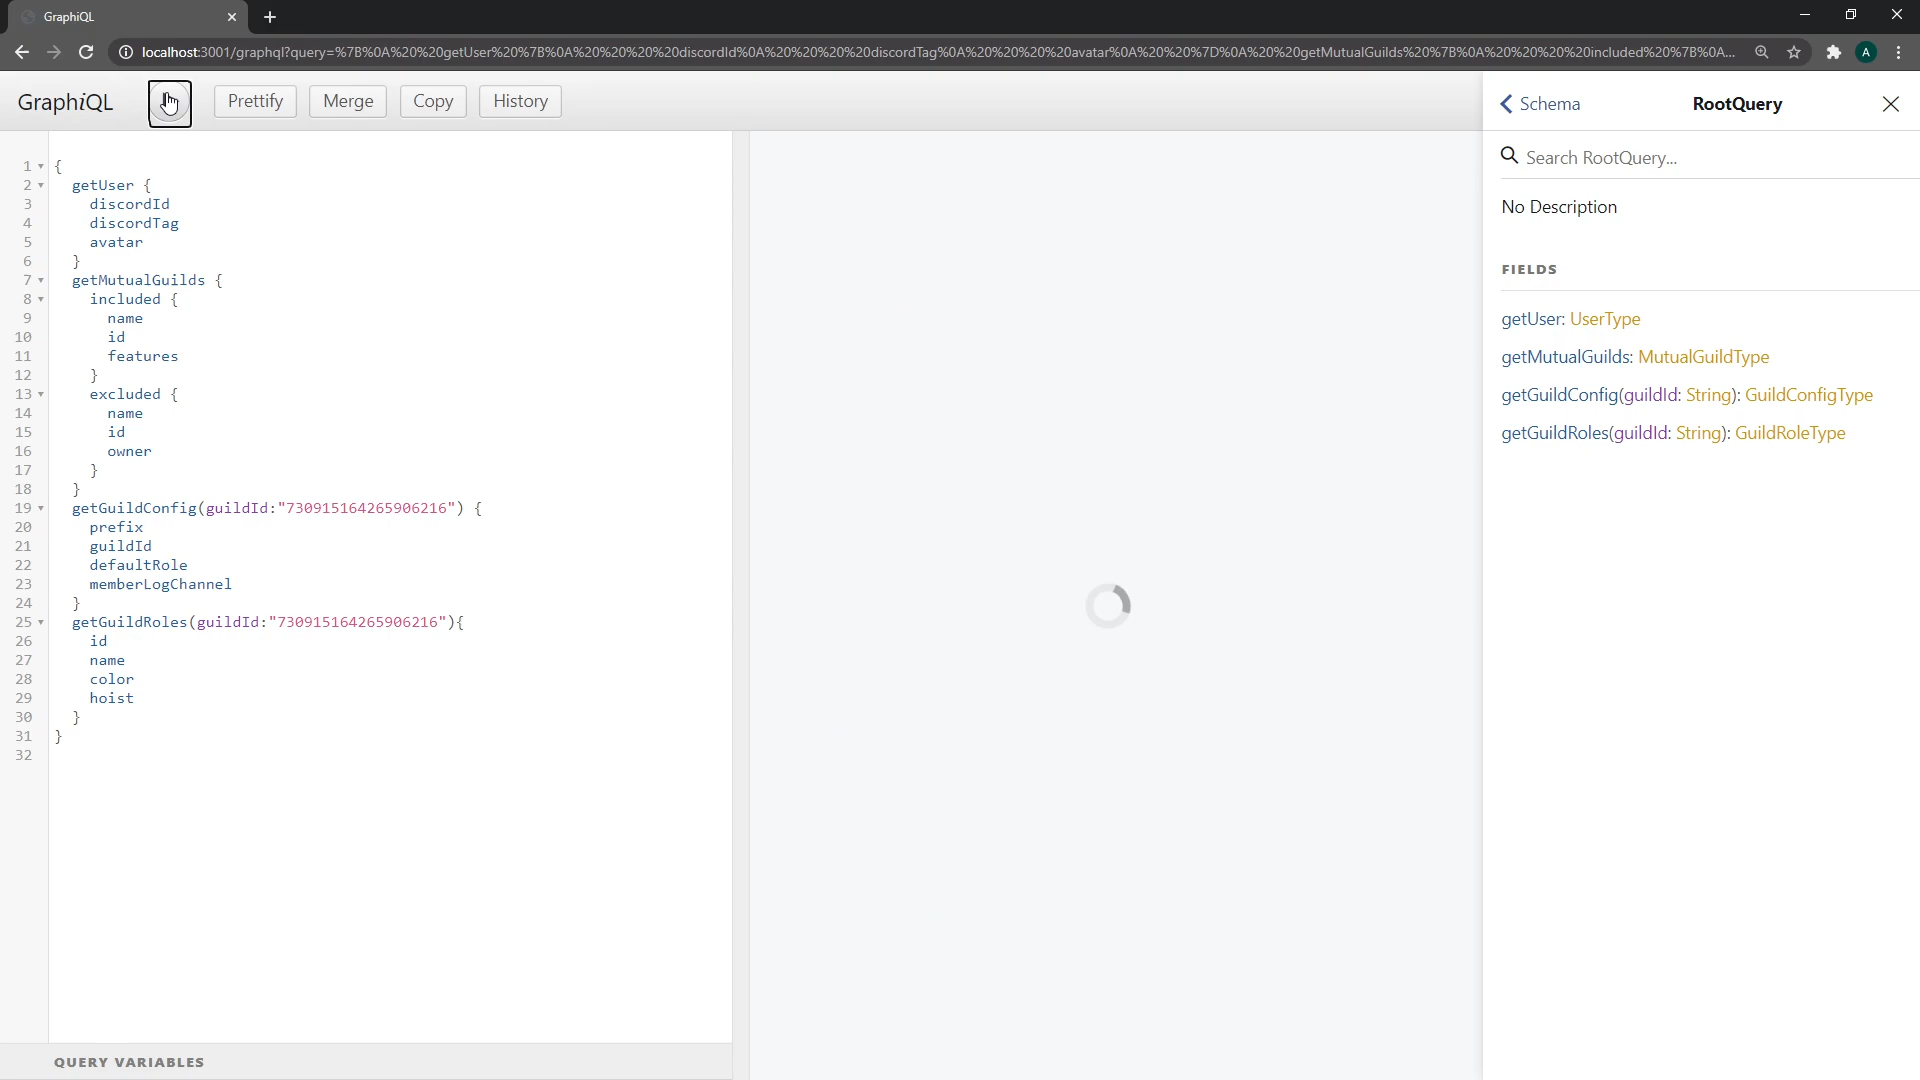 GraphiQL
localhost:3001/graphql?query=%7B%0A%20%20getUser%20%7B%0A%20%20%20%20discordId%0A%20%20%20%20discordTag%0A%20%20%20%20avatar%0A%20%20%7D%0A%20%20getMutualGuilds%20%7B%0A%20%20%20%20included%20%7B%0A...
A
GraphiQL
Prettify
Merge
Copy
History
1 {
2 getUser {
3 discordId
4 discordTag
5 avatar
6 }
7 getMutualGuilds {
8 included {
9 name
10 id
11 features
12 }
13 excluded {
14 name
15 id
16 owner
17 }
18 }
19 getGuildConfig(guildId:"730915164265906216") {
20 prefix
21 guildId
22 defaultRole
23 memberLogChannel
24 }
25 getGuildRoles(guildId:"730915164265906216"){
26 id
27 name
28 color
29 hoist
30 }
31 }
32
QUERY VARIABLES
Schema
RootQuery
Search RootQuery...
No Description
FIELDS
getUser: UserType
getMutualGuilds: MutualGuildType
getGuildConfig(guildId: String): GuildConfigType
getGuildRoles(guildId: String): GuildRoleType